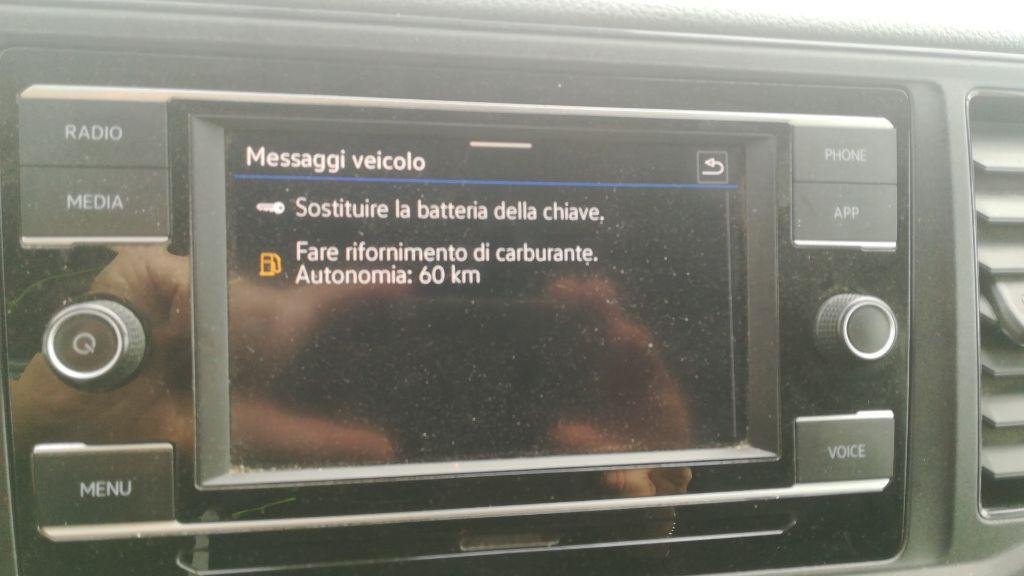 RADIO
MEDIA
MENU
Messaggi veicolo
Sostituire la batteria della chiave.
Fare rifornimento di carburante.
Autonomia: 60 km
PHONE
APP
VOICE